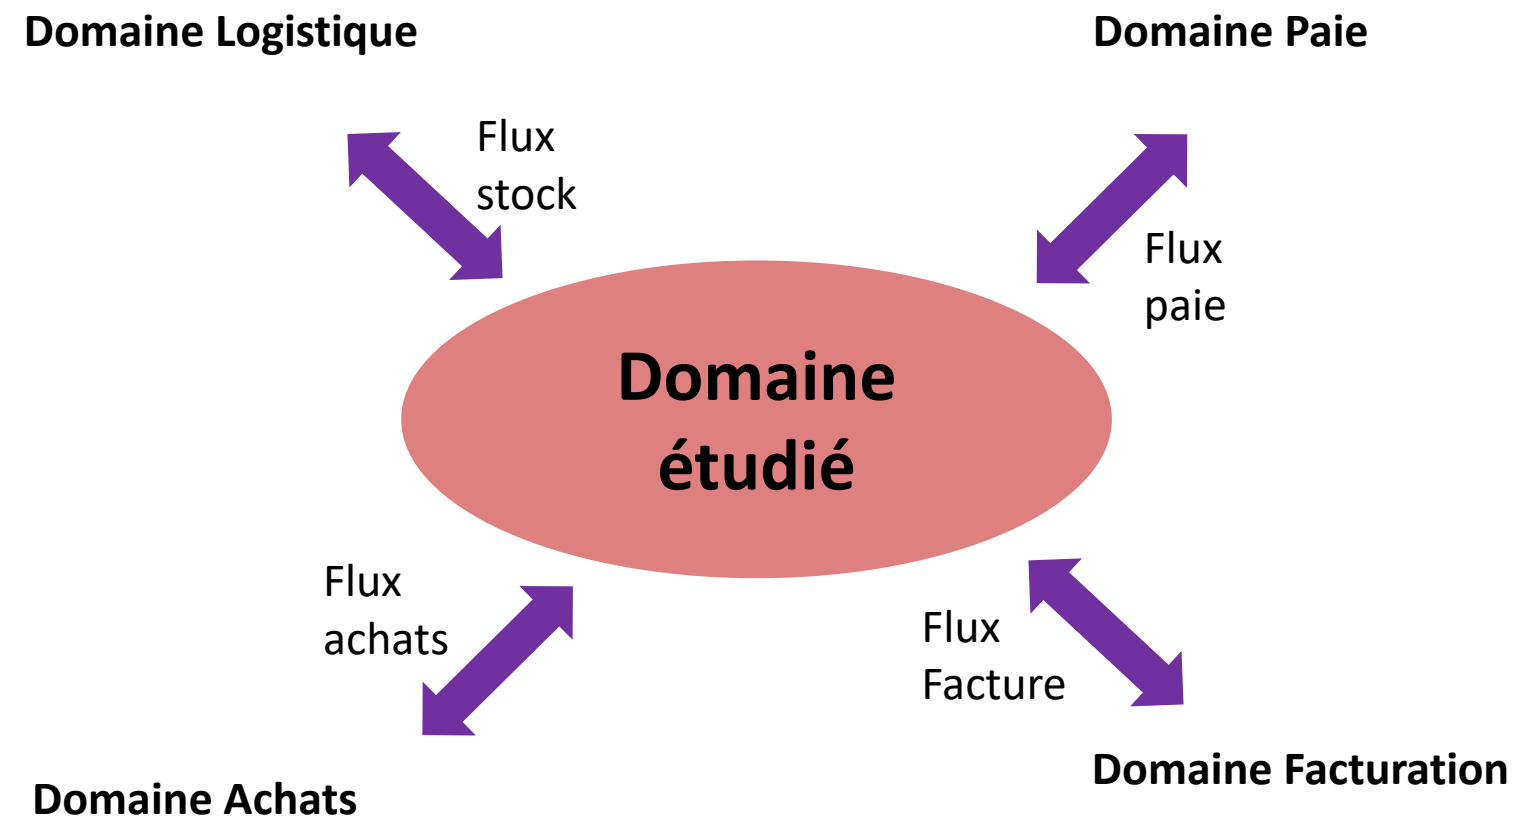 Domaine Logistique
Domaine Paie
Flux
stock
Flux
paie
Domaine
étudié
Flux
achats
Flux
Facture
Domaine Facturation
Domaine Achats